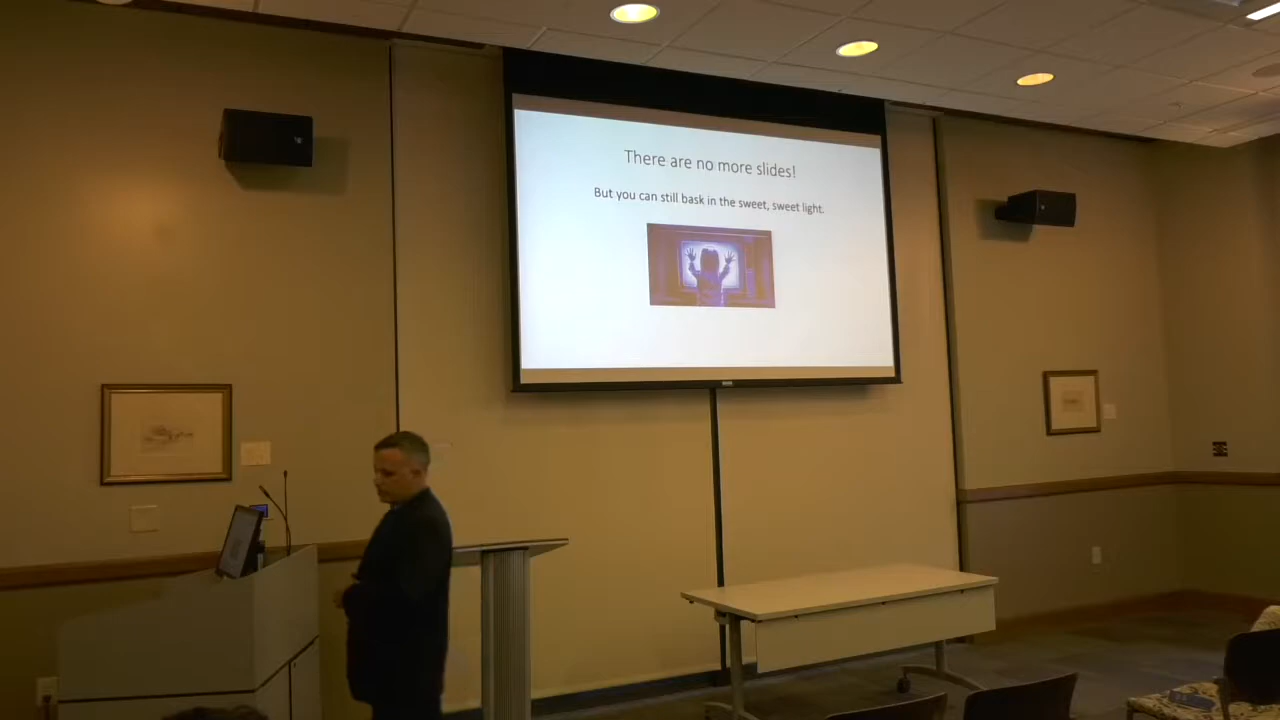 There are no more slides!
But you can still bask in the sweet, sweet light.